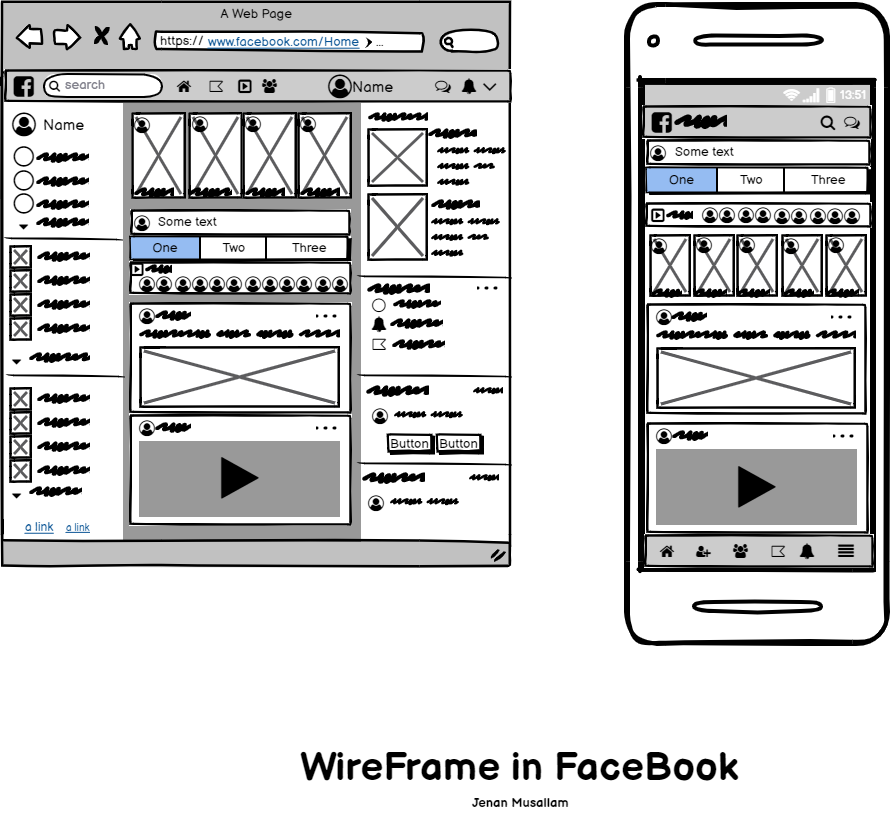 A Web Page
https:// www.facebook.com/Home ...
search
Name
Name
Some text
One Two Three
Button Button
a link a link
13:51
Some text
One Two Three
WireFrame in FaceBook
Jenan Musallam